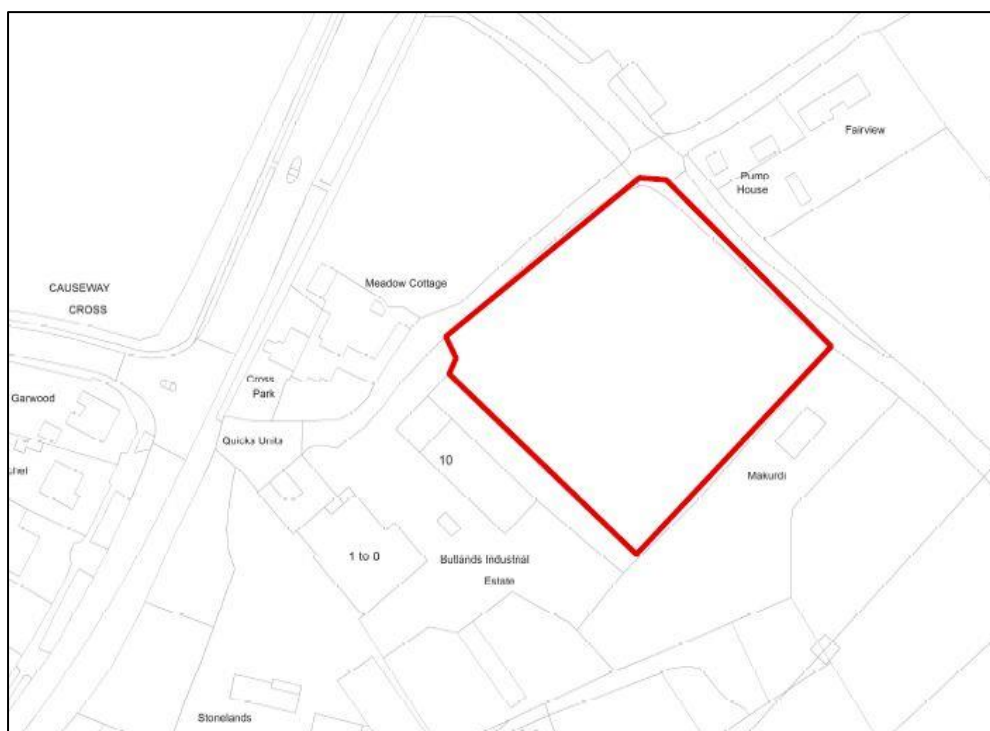 Fairview
Pump
House
Meadow Cottage
CAUSEWAY
CROSS
Cross
Park
Garwood
Quicks Units
10
Makurdi
1 to 0
Butlands Industrial
Estate
Stonelands